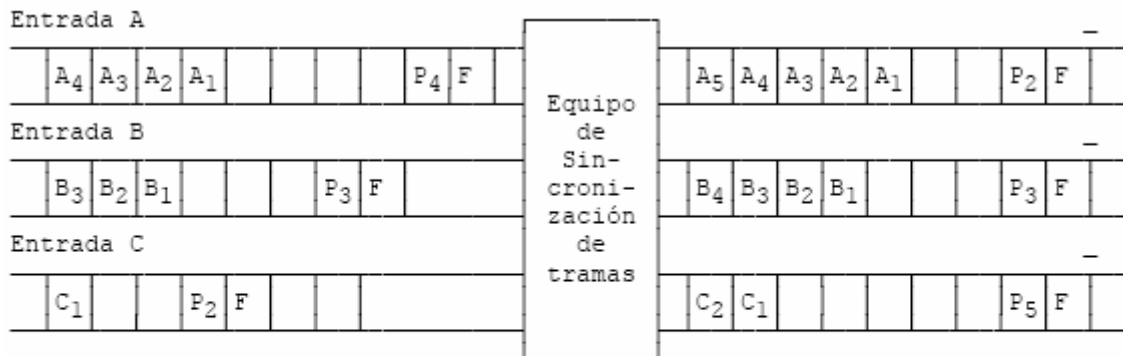 Entrada A
A4 A3 A2 A1 P4 F
A5 A4 A3 A2 A1 P2 F
Entrada B
B3 B2 B1 P3 F
B4 B3 B2 B1 P3 F
Entrada C
C1 P2 F
C2 C1 P5 F
Equipo
de
Sin-
croni-
zación
de
tramas